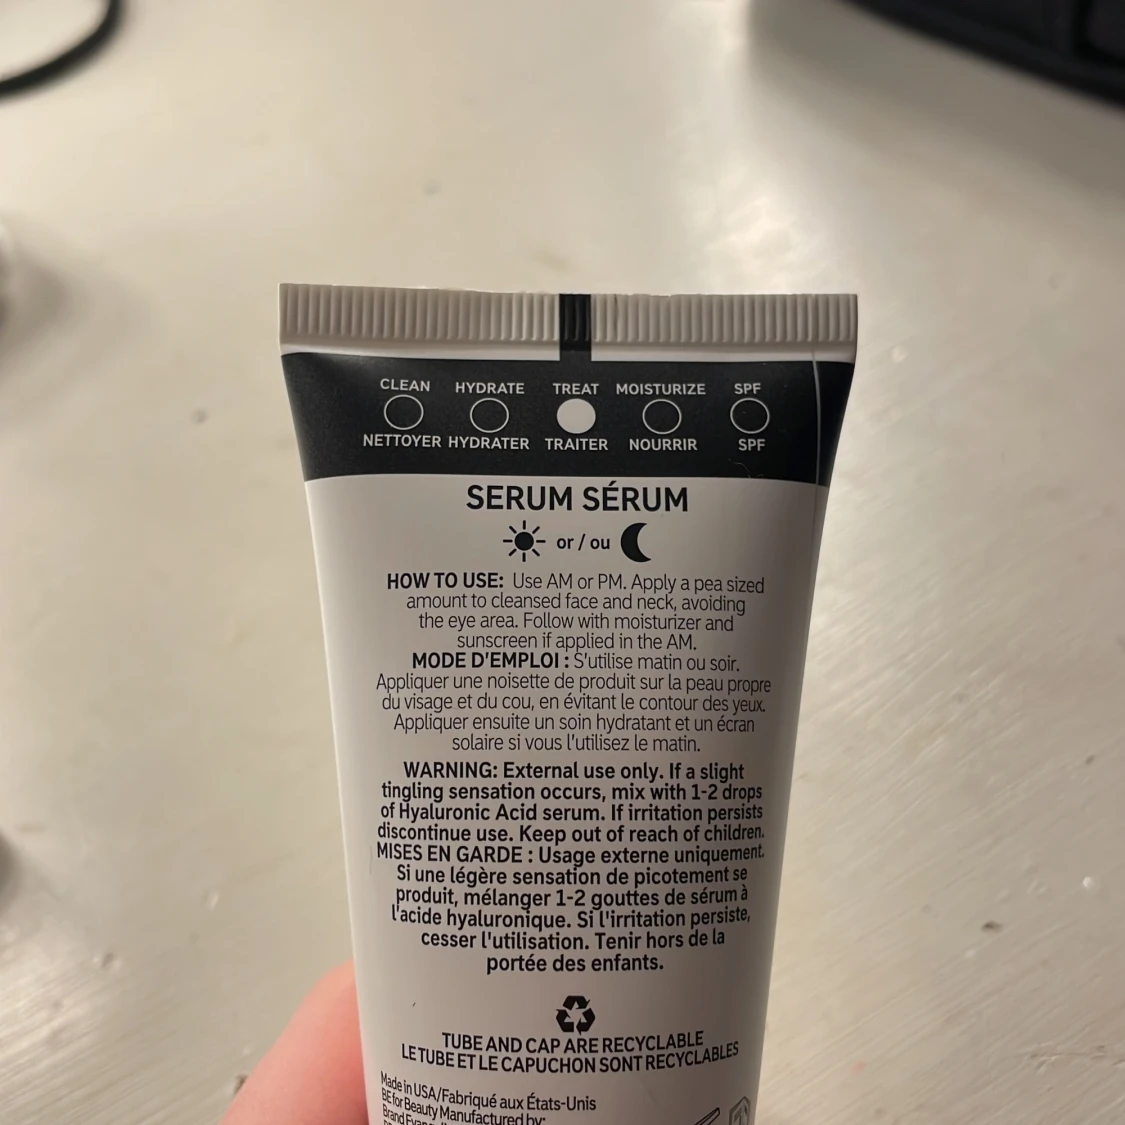 CLEAN HYDRATE TREAT MOISTURIZE SPF
NETTOYER HYDRATER TRAITER NOURRIR SPF
SERUM SÉRUM
or / ou
HOW TO USE: Use AM or PM. Apply a pea sized
amount to cleansed face and neck, avoiding
the eye area. Follow with moisturizer and
sunscreen if applied in the AM.
MODE D'EMPLOI : S'utilise matin ou soir.
Appliquer une noisette de produit sur la peau propre
du visage et du cou, en évitant le contour des yeux.
Appliquer ensuite un soin hydratant et un écran
solaire si vous l'utilisez le matin.
WARNING: External use only. If a slight
tingling sensation occurs, mix with 1-2 drops
of Hyaluronic Acid serum. If irritation persists
discontinue use. Keep out of reach of children.
MISES EN GARDE : Usage externe uniquement.
Si une légère sensation de picotement se
produit, mélanger 1-2 gouttes de sérum à
l'acide hyaluronique. Si l'irritation persiste,
cesser l'utilisation. Tenir hors de la
portée des enfants.
TUBE AND CAP ARE RECYCLABLE
LE TUBE ET LE CAPUCHON SONT RECYCLABLES
Made in USA/Fabriqué aux États-Unis
BE for Beauty Manufactured by:
Brand